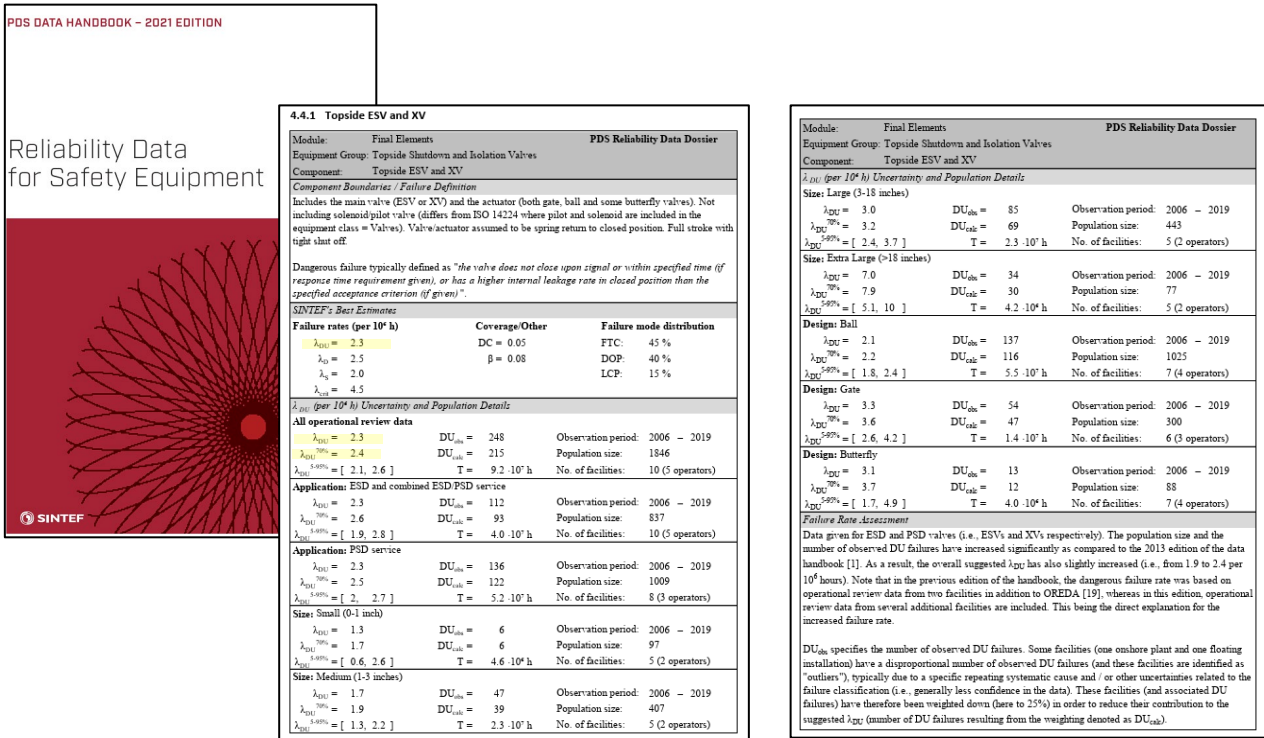 PDS DATA HANDBOOK – 2021 EDITION
Reliability Data
for Safety Equipment
SINTEF
4.4.1 Topside ESV and XV
Module: Final Elements PDS Reliability Data Dossier
Equipment Group: Topside Shutdown and Isolation Valves
Component: Topside ESV and XV
Component Boundaries / Failure Definition
Includes the main valve (ESV or XV) and the actuator (both gate, ball and some butterfly valves). Not
including solenoid/pilot valve (differs from ISO 14224 where pilot and solenoid are included in the
equipment class = Valves). Valve/actuator assumed to be spring return to closed position. Full stroke with
tight shut off.
Dangerous failure typically defined as "the valve does not close upon signal or within specified time (if
response time requirement given), or has a higher internal leakage rate in closed position than the
specified acceptance criterion (if given)".
SINTEF's Best Estimates
Failure rates (per 10⁶ h) Coverage/Other Failure mode distribution
λDU = 2.3 DC = 0.05 FTC: 45 %
λD = 2.5 β = 0.08 DOP: 40 %
λS = 2.0 LCP: 15 %
λcrit = 4.5
λDU (per 10⁶ h) Uncertainty and Population Details
All operational review data
λDU = 2.3 DUobs = 248 Observation period: 2006 – 2019
λDU70% = 2.4 DUcalc = 215 Population size: 1846
λDU5-95% = [ 2.1, 2.6 ] T = 9.2 ·10⁷ h No. of facilities: 10 (5 operators)
Application: ESD and combined ESD/PSD service
λDU = 2.3 DUobs = 112 Observation period: 2006 – 2019
λDU70% = 2.6 DUcalc = 93 Population size: 837
λDU5-95% = [ 1.9, 2.8 ] T = 4.0 ·10⁷ h No. of facilities: 10 (5 operators)
Application: PSD service
λDU = 2.3 DUobs = 136 Observation period: 2006 – 2019
λDU70% = 2.5 DUcalc = 122 Population size: 1009
λDU5-95% = [ 2, 2.7 ] T = 5.2 ·10⁷ h No. of facilities: 8 (3 operators)
Size: Small (0-1 inch)
λDU = 1.3 DUobs = 6 Observation period: 2006 – 2019
λDU70% = 1.7 DUcalc = 6 Population size: 97
λDU5-95% = [ 0.6, 2.6 ] T = 4.6 ·10⁶ h No. of facilities: 5 (2 operators)
Size: Medium (1-3 inches)
λDU = 1.7 DUobs = 47 Observation period: 2006 – 2019
λDU70% = 1.9 DUcalc = 39 Population size: 407
λDU5-95% = [ 1.3, 2.2 ] T = 2.3 ·10⁷ h No. of facilities: 5 (2 operators)
Module: Final Elements PDS Reliability Data Dossier
Equipment Group: Topside Shutdown and Isolation Valves
Component: Topside ESV and XV
λDU (per 10⁶ h) Uncertainty and Population Details
Size: Large (3-18 inches)
λDU = 3.0 DUobs = 85 Observation period: 2006 – 2019
λDU70% = 3.2 DUcalc = 69 Population size: 443
λDU5-95% = [ 2.4, 3.7 ] T = 2.3 ·10⁷ h No. of facilities: 5 (2 operators)
Size: Extra Large (>18 inches)
λDU = 7.0 DUobs = 34 Observation period: 2006 – 2019
λDU70% = 7.9 DUcalc = 30 Population size: 77
λDU5-95% = [ 5.1, 10 ] T = 4.2 ·10⁶ h No. of facilities: 5 (2 operators)
Design: Ball
λDU = 2.1 DUobs = 137 Observation period: 2006 – 2019
λDU70% = 2.2 DUcalc = 116 Population size: 1025
λDU5-95% = [ 1.8, 2.4 ] T = 5.5 ·10⁷ h No. of facilities: 7 (4 operators)
Design: Gate
λDU = 3.3 DUobs = 54 Observation period: 2006 – 2019
λDU70% = 3.6 DUcalc = 47 Population size: 300
λDU5-95% = [ 2.6, 4.2 ] T = 1.4 ·10⁷ h No. of facilities: 6 (3 operators)
Design: Butterfly
λDU = 3.1 DUobs = 13 Observation period: 2006 – 2019
λDU70% = 3.7 DUcalc = 12 Population size: 88
λDU5-95% = [ 1.7, 4.9 ] T = 4.0 ·10⁶ h No. of facilities: 7 (4 operators)
Failure Rate Assessment
Data given for ESD and PSD valves (i.e., ESVs and XVs respectively). The population size and the
number of observed DU failures have increased significantly as compared to the 2013 edition of the data
handbook [1]. As a result, the overall suggested λDU has also slightly increased (i.e., from 1.9 to 2.4 per
10⁶ hours). Note that in the previous edition of the handbook, the dangerous failure rate was based on
operational review data from two facilities in addition to OREDA [19], whereas in this edition, operational
review data from several additional facilities are included. This being the direct explanation for the
increased failure rate.
DUobs specifies the number of observed DU failures. Some facilities (one onshore plant and one floating
installation) have a disproportional number of observed DU failures (and these facilities are identified as
"outliers"), typically due to a specific repeating systematic cause and / or other uncertainties related to the
failure classification (i.e., generally less confidence in the data). These facilities (and associated DU
failures) have therefore been weighted down (here to 25%) in order to reduce their contribution to the
suggested λDU (number of DU failures resulting from the weighting denoted as DUcalc).